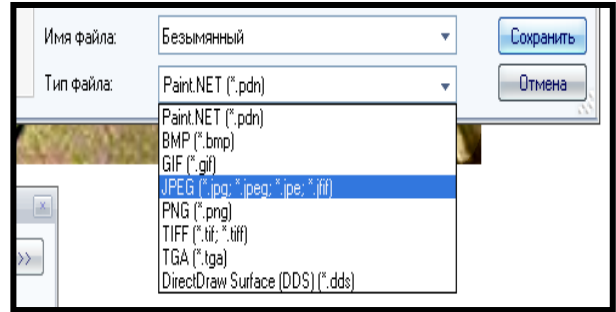 Имя файла: Безымянный Сохранить
Тип файла: Paint.NET (*.pdn) Отмена
Paint.NET (*.pdn)
BMP (*.bmp)
GIF (*.gif)
JPEG (*.jpg; *.jpeg; *.jpe; *.jfif)
PNG (*.png)
TIFF (*.tif; *.tiff)
TGA (*.tga)
>>
DirectDraw Surface (DDS) (*.dds)